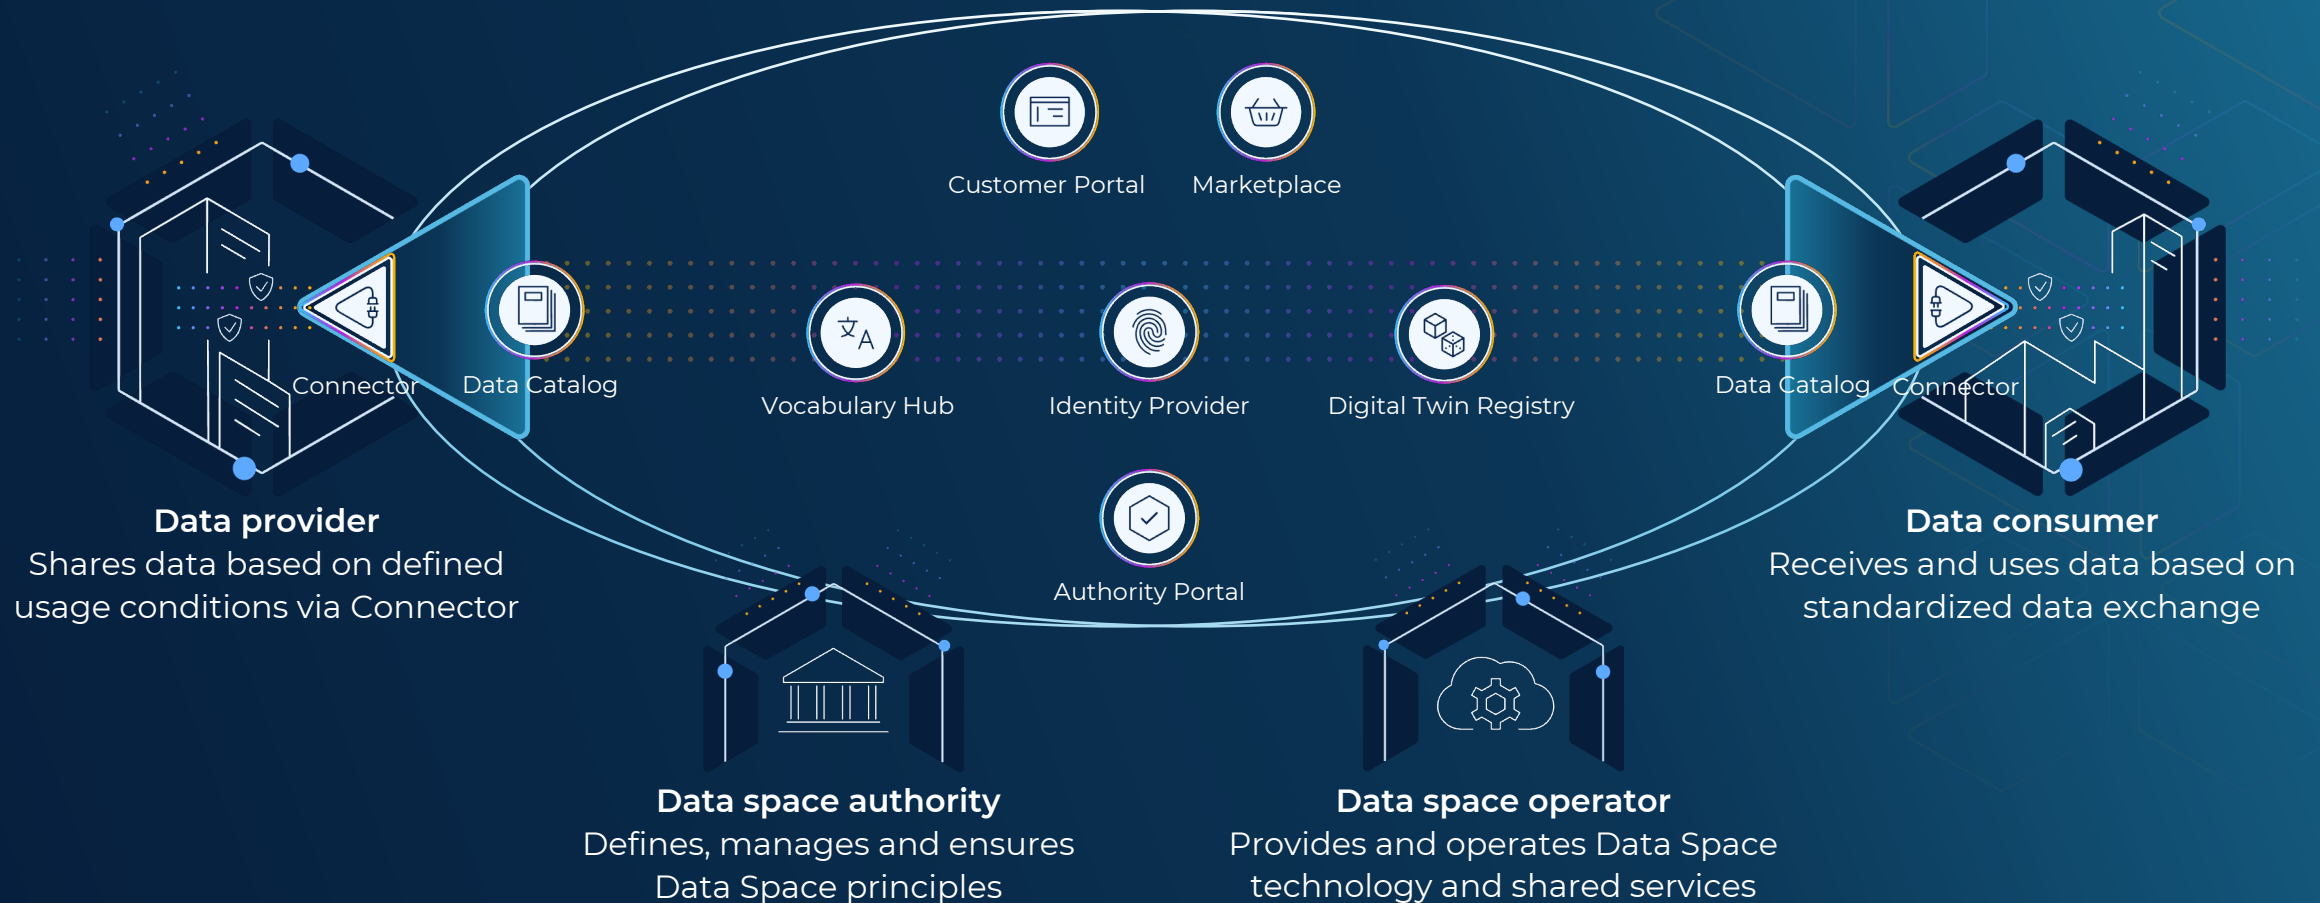 Customer Portal
Marketplace
Connector
Data Catalog
Vocabulary Hub
Identity Provider
Digital Twin Registry
Data Catalog
Connector
Authority Portal
Data provider
Shares data based on defined
usage conditions via Connector
Data consumer
Receives and uses data based on
standardized data exchange
Data space authority
Defines, manages and ensures
Data Space principles
Data space operator
Provides and operates Data Space
technology and shared services